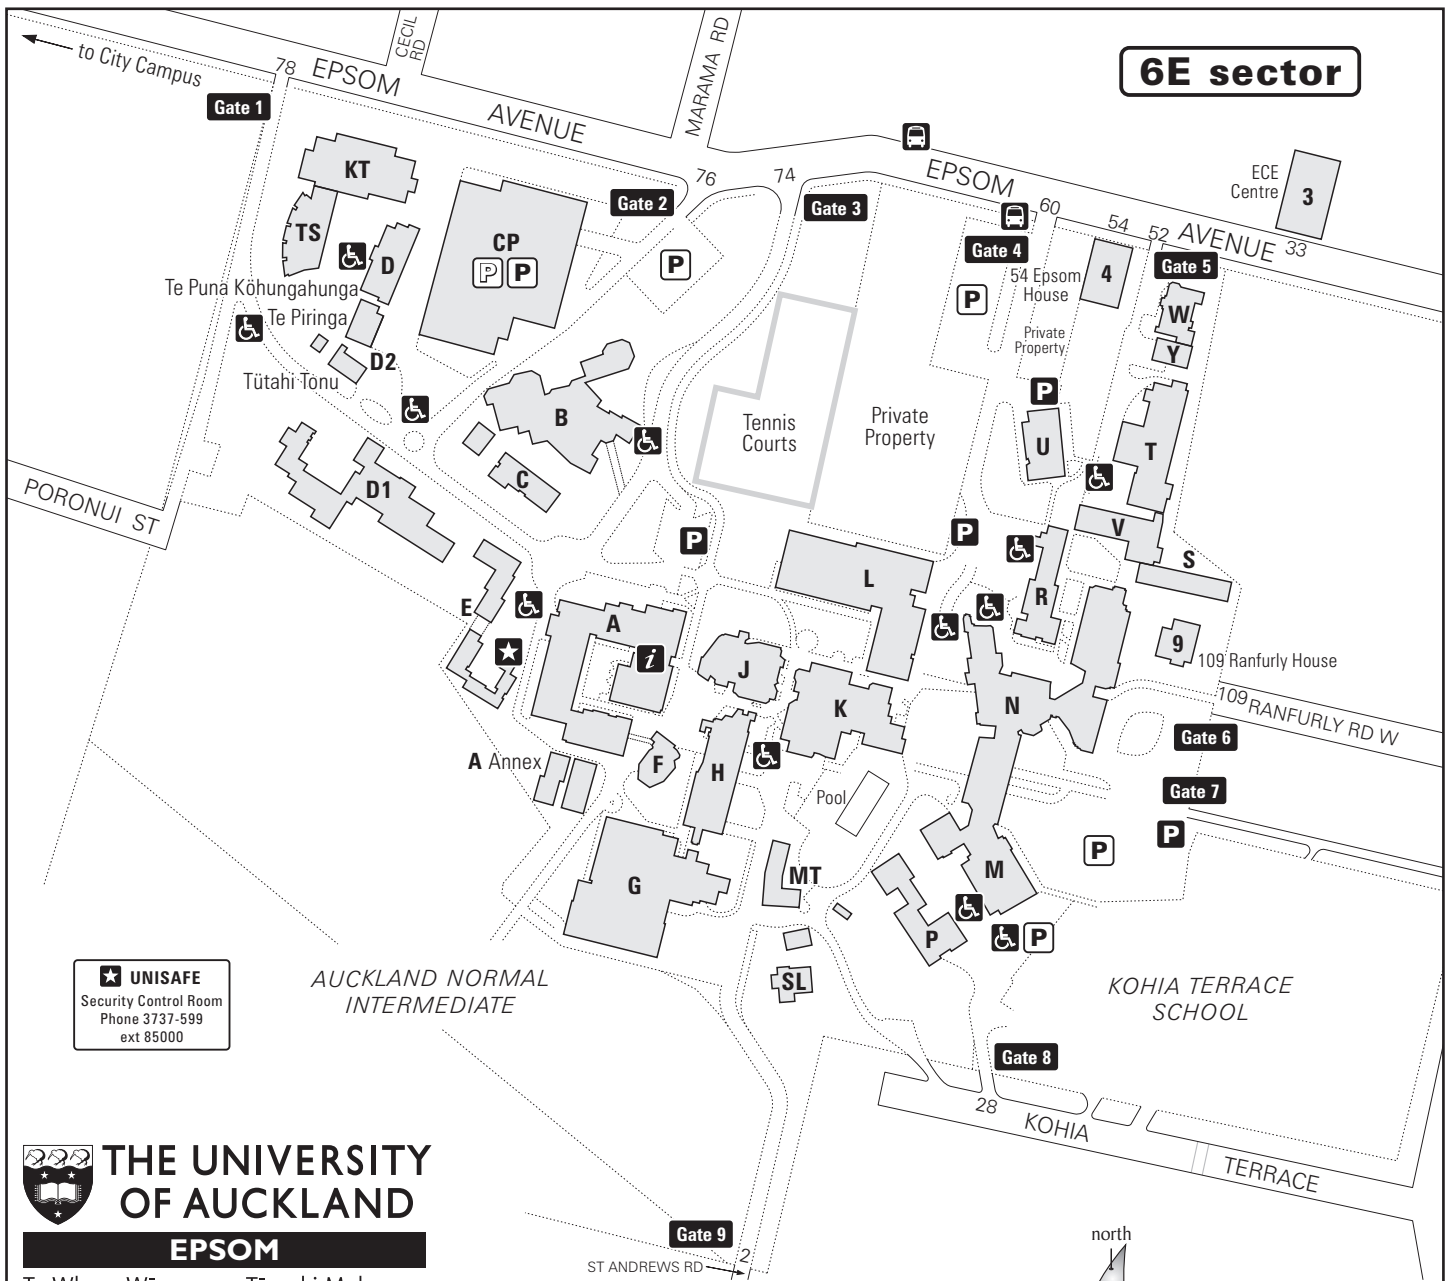 6E sector
to City Campus
78
EPSOM
AVENUE
CECIL
RD
MARAMA RD
Gate 1
KT
TS
D
CP
P P
Te Puna Köhungahunga
Te Piringa
D2
Tütahi Tonu
76
74
Gate 2
Gate 3
P
EPSOM
AVENUE
60
54
52
33
Gate 4
Gate 5
ECE
Centre
3
4
54 Epsom
House
P
Private
Property
W
Y
B
C
D1
Tennis
Courts
Private
Property
P
U
T
PORONUI ST
P
P
V
S
L
R
E
A
i
J
K
N
9
109 Ranfurly House
109
RANFURLY RD W
Gate 6
Gate 7
A Annex
F
H
Pool
P
P
G
MT
M
P
P
SL
UNISAFE
Security Control Room
Phone 3737-599
ext 85000
AUCKLAND NORMAL
INTERMEDIATE
KOHIA TERRACE
SCHOOL
Gate 8
28
KOHIA
TERRACE
THE UNIVERSITY
OF AUCKLAND
EPSOM
Gate 9
2
ST ANDREWS RD
north